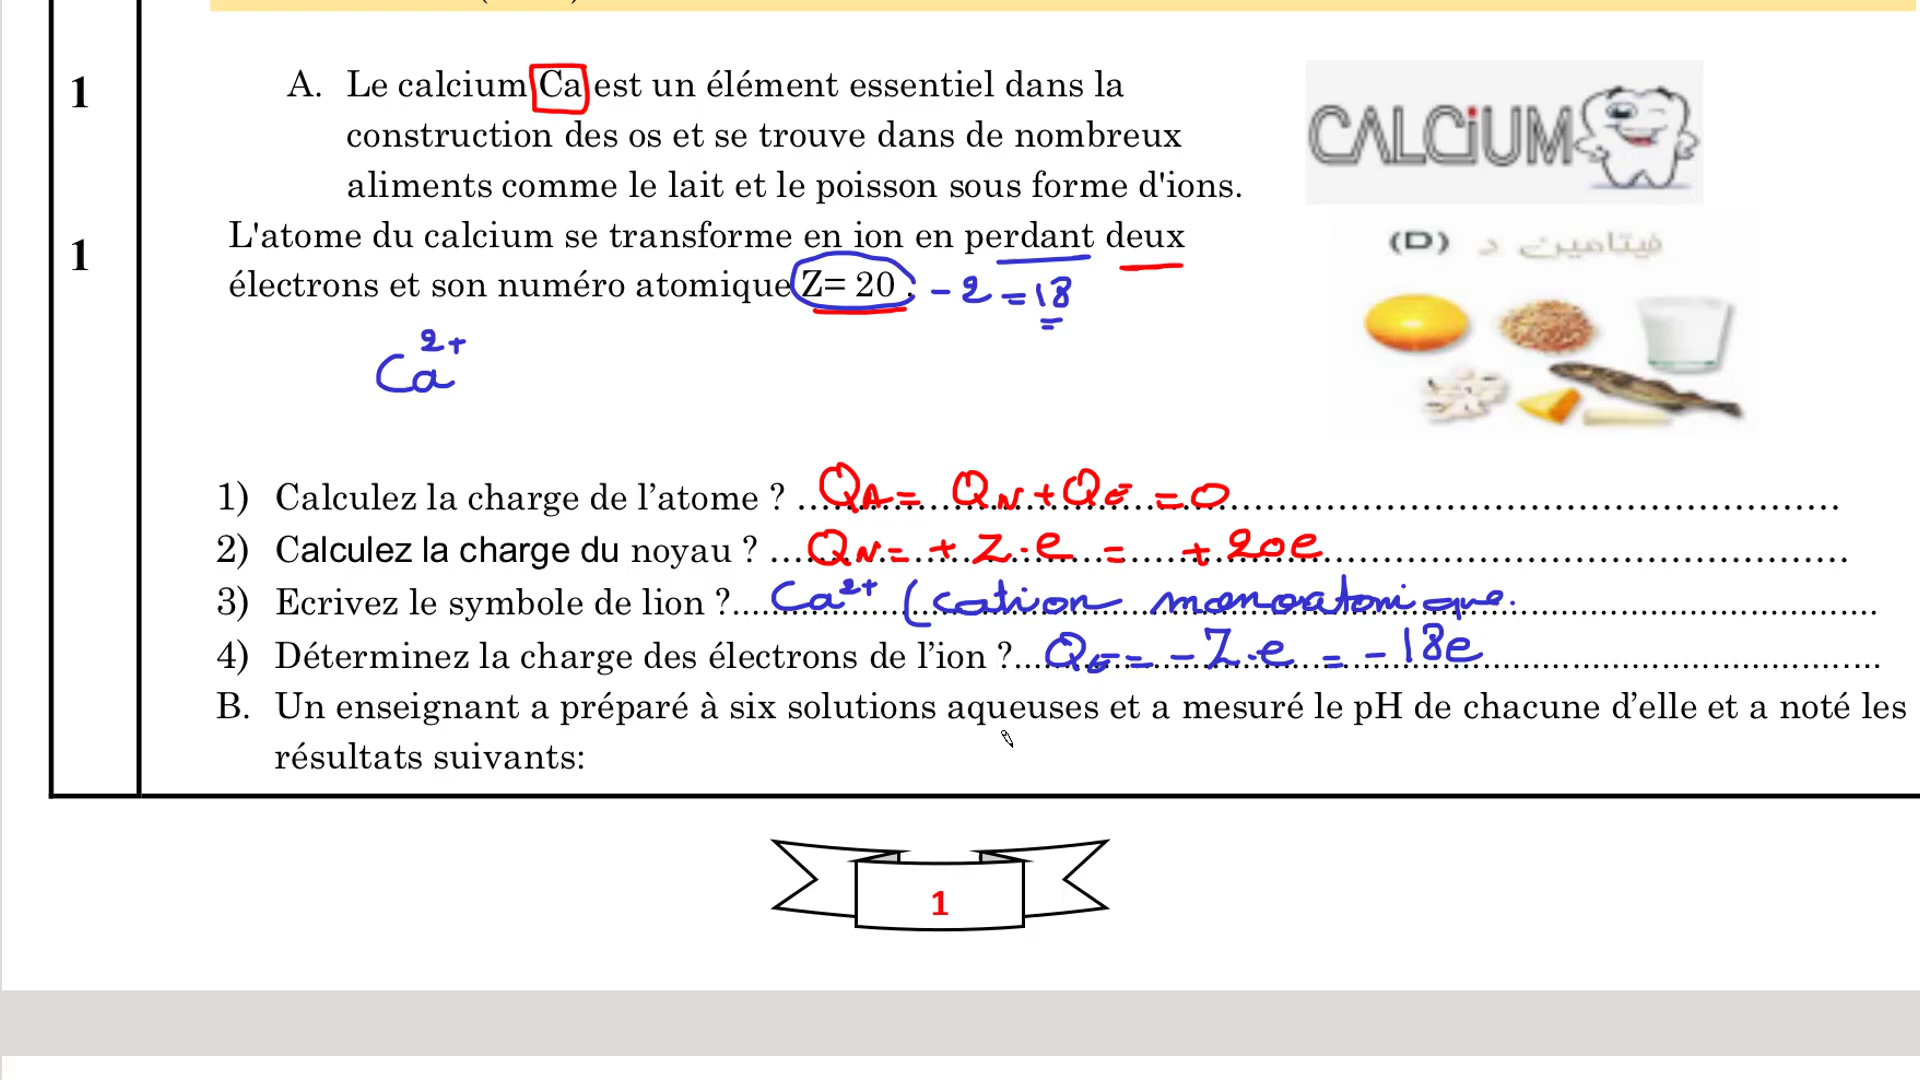 1
A. Le calcium Ca est un élément essentiel dans la
construction des os et se trouve dans de nombreux
aliments comme le lait et le poisson sous forme d'ions.
CALCiUM
1
L'atome du calcium se transforme en ion en perdant deux
électrons et son numéro atomique Z= 20 . - 2 = 18
(D) فيتامين د
Ca2+
1) Calculez la charge de l’atome ? ... QA = QN + QE = 0
2) Calculez la charge du noyau ? ... QN = + Z.e = + 20e
3) Ecrivez le symbole de lion ?... Ca2+ (cation monoatomique.
4) Déterminez la charge des électrons de l’ion ?... QE = - Z.e = - 18e
B. Un enseignant a préparé à six solutions aqueuses et a mesuré le pH de chacune d’elle et a noté les
résultats suivants:
1